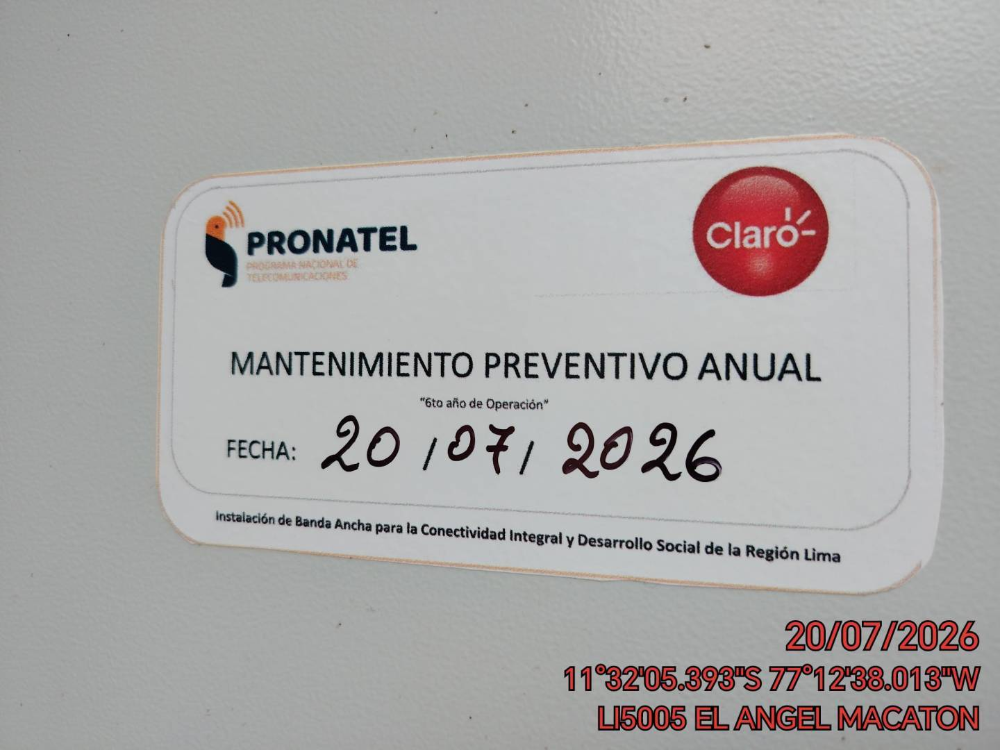 PRONATEL
PROGRAMA NACIONAL DE
TELECOMUNICACIONES
Claro
MANTENIMIENTO PREVENTIVO ANUAL
"6to año de Operación"
FECHA: 20/07/2026
Instalación de Banda Ancha para la Conectividad Integral y Desarrollo Social de la Región Lima
20/07/2026
11°32'05.393"S 77°12'38.013"W
LI5005 EL ANGEL MACATON